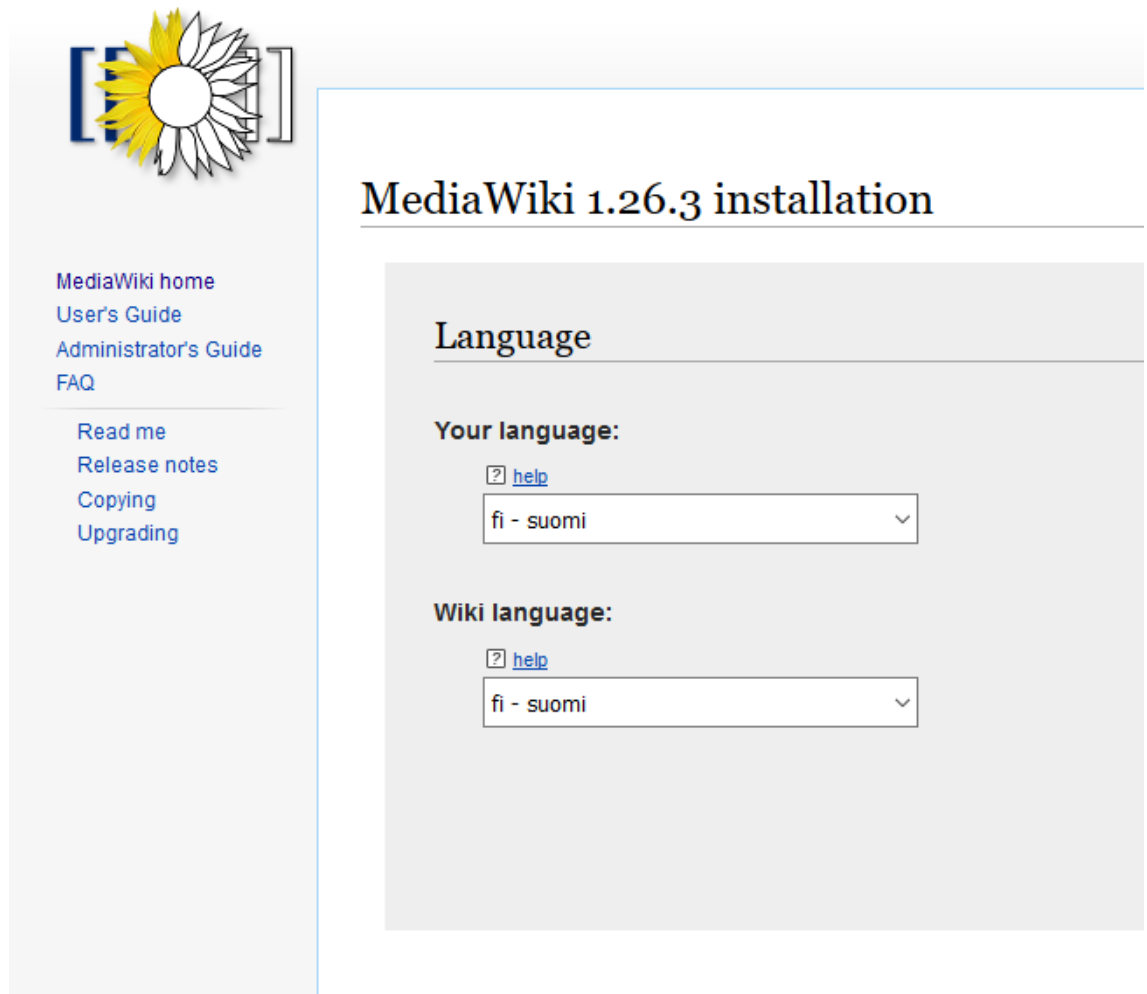 MediaWiki 1.26.3 installation
MediaWiki home
User's Guide
Administrator's Guide
FAQ
Read me
Release notes
Copying
Upgrading
Language
Your language:
? help
fi - suomi
Wiki language:
? help
fi - suomi